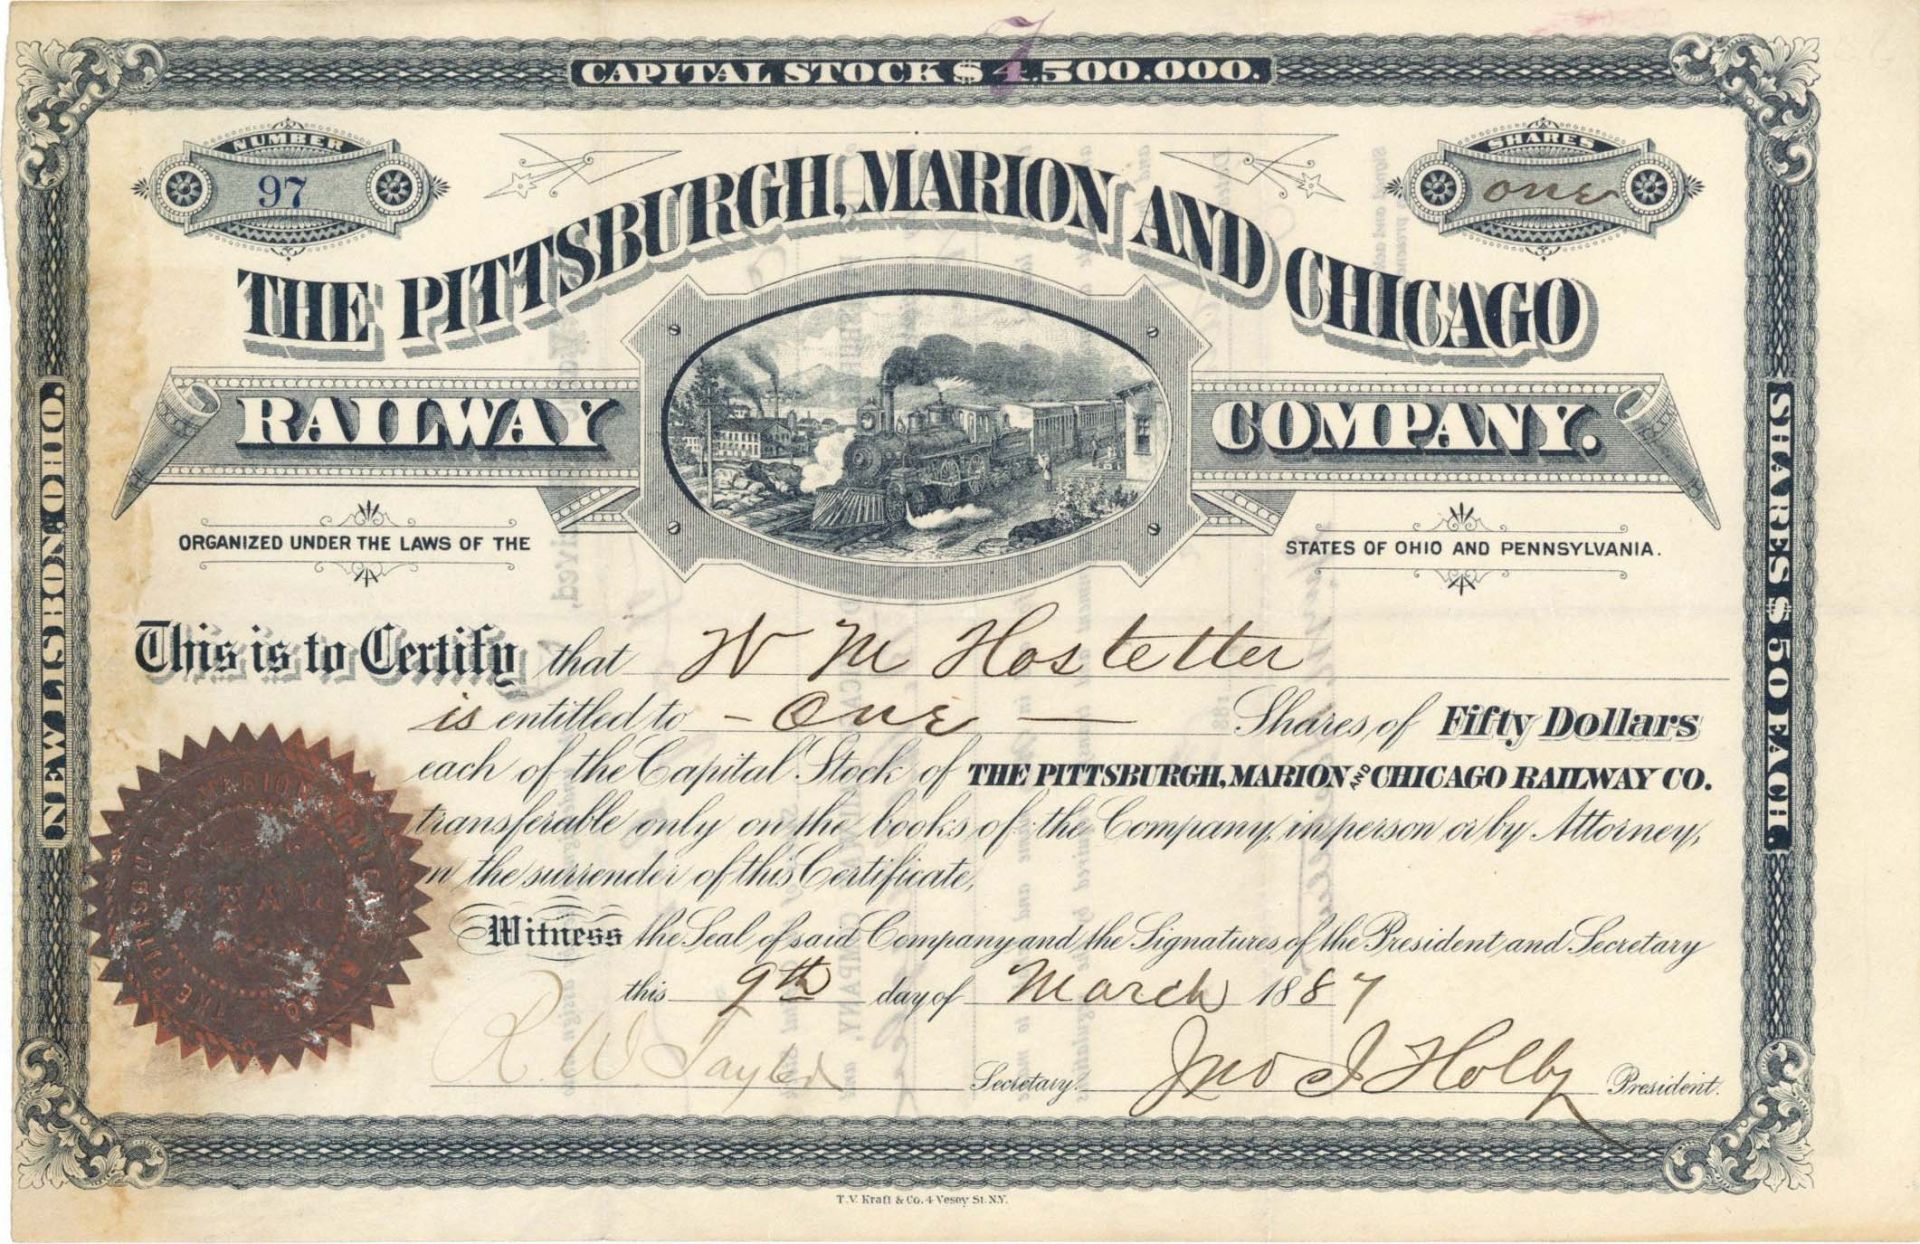 7
CAPITAL STOCK $ 4,500.000.
NUMBER
97
SHARES
one
THE PITTSBURGH, MARION AND CHICAGO
RAILWAY COMPANY.
ORGANIZED UNDER THE LAWS OF THE STATES OF OHIO AND PENNSYLVANIA.
NEW LISBON, OHIO.
SHARES $50 EACH.
This is to Certify that W M Hostetter
is entitled to - One - Shares of Fifty Dollars
each of the Capital Stock of THE PITTSBURGH, MARION AND CHICAGO RAILWAY CO.
transferable only on the books of the Company, in person or by Attorney,
on the surrender of this Certificate,
Witness the Seal of said Company and the Signatures of the President and Secretary
this 9th day of March 1887
R W Tayler Secretary. Jno J Holby President.
T.V. Kraft & Co. 4 Vesey St. N.Y.